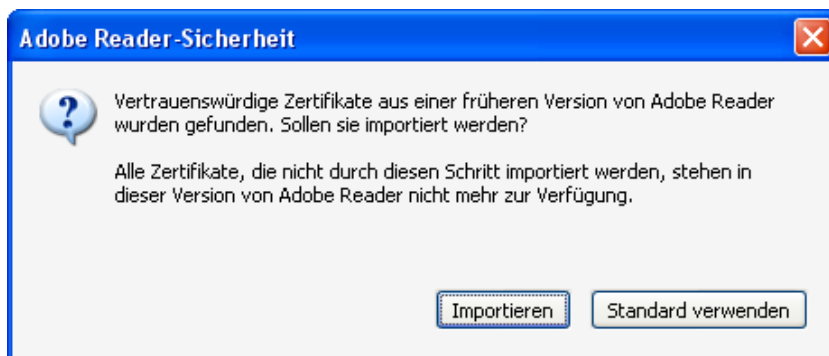 Adobe Reader-Sicherheit
Vertrauenswürdige Zertifikate aus einer früheren Version von Adobe Reader
wurden gefunden. Sollen sie importiert werden?
Alle Zertifikate, die nicht durch diesen Schritt importiert werden, stehen in
dieser Version von Adobe Reader nicht mehr zur Verfügung.
Importieren
Standard verwenden